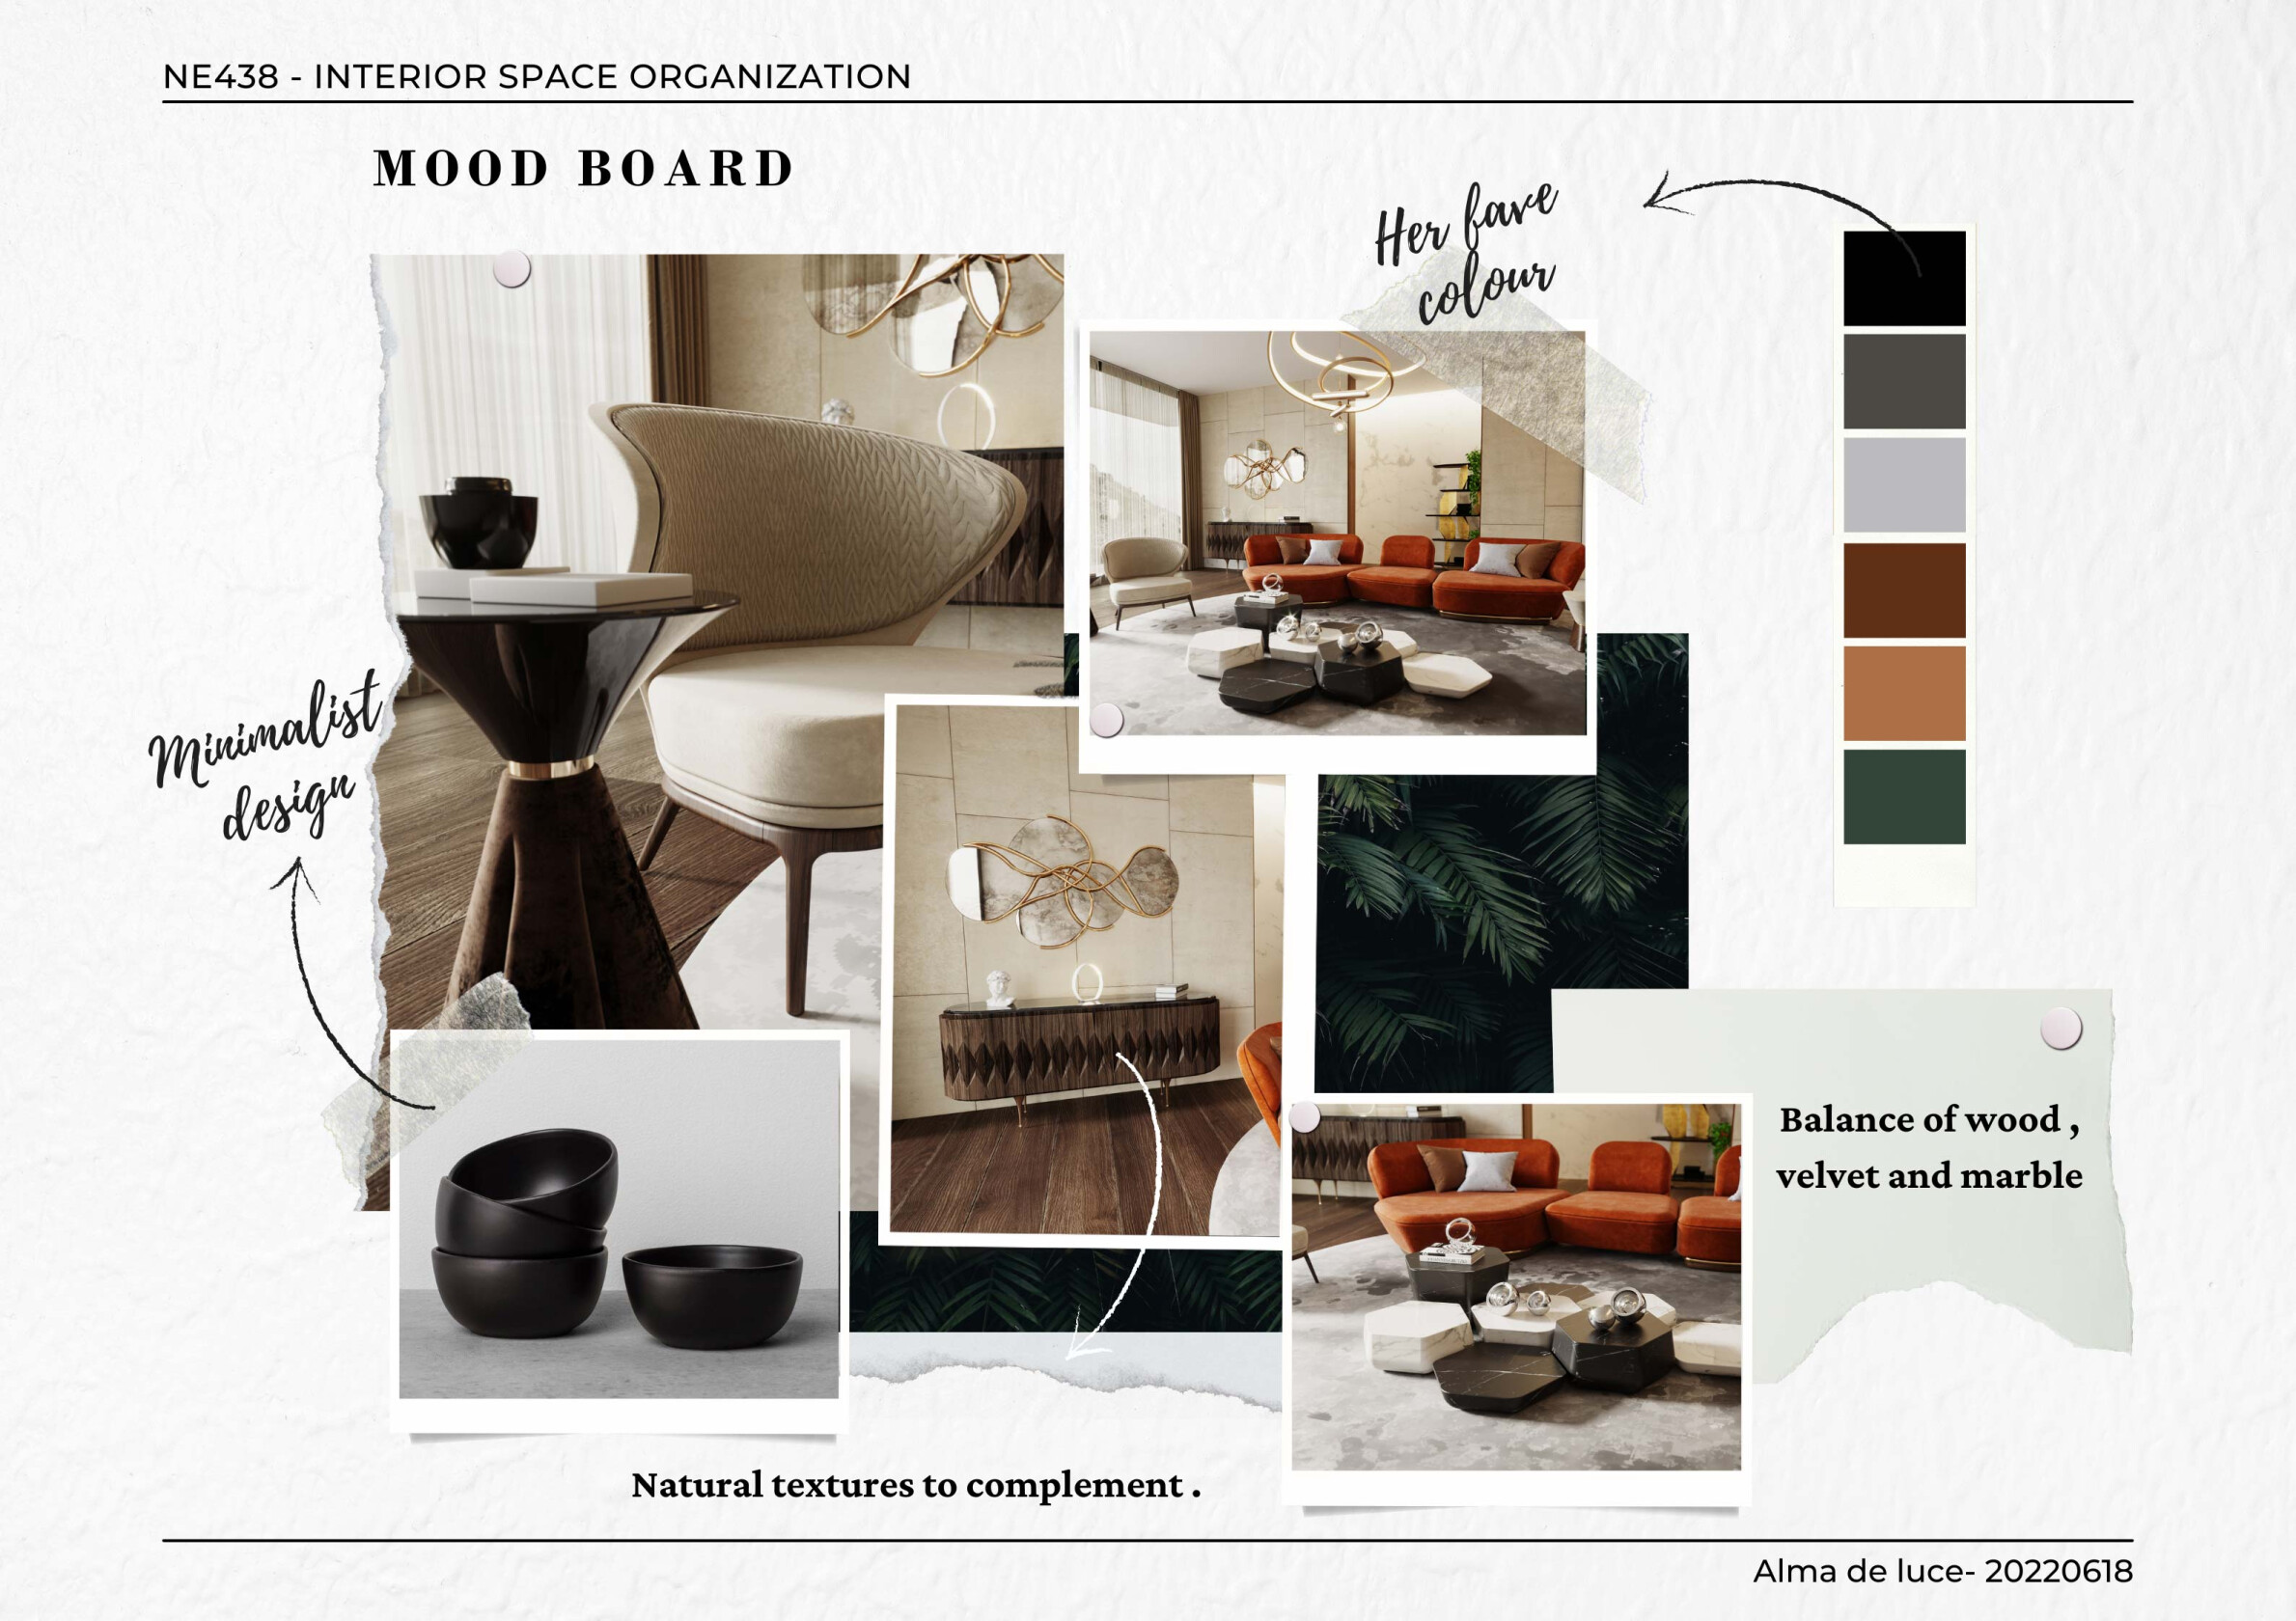 NE438 - INTERIOR SPACE ORGANIZATION
MOOD BOARD
Her fave
colour
Minimalist
design
Balance of wood ,
velvet and marble
Natural textures to complement .
Alma de luce- 20220618